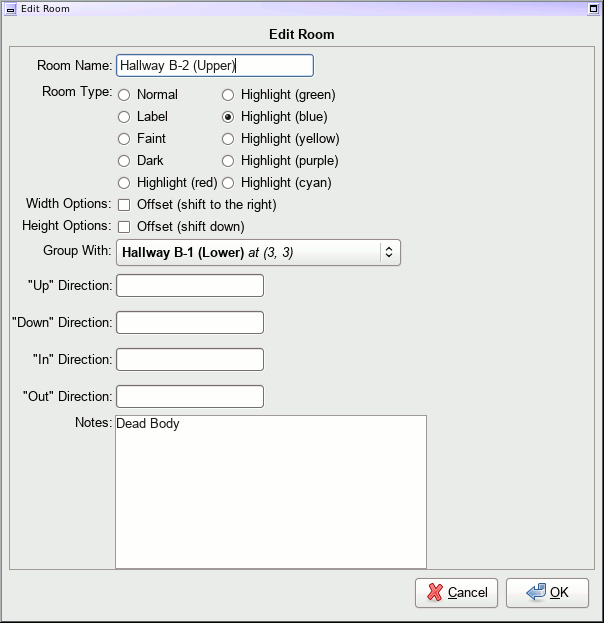 Edit Room
Edit Room
Room Name: Hallway B-2 (Upper)
Room Type: Normal Highlight (green)
Label Highlight (blue)
Faint Highlight (yellow)
Dark Highlight (purple)
Highlight (red) Highlight (cyan)
Width Options: Offset (shift to the right)
Height Options: Offset (shift down)
Group With: Hallway B-1 (Lower) at (3, 3)
"Up" Direction:
"Down" Direction:
"In" Direction:
"Out" Direction:
Notes: Dead Body
Cancel OK